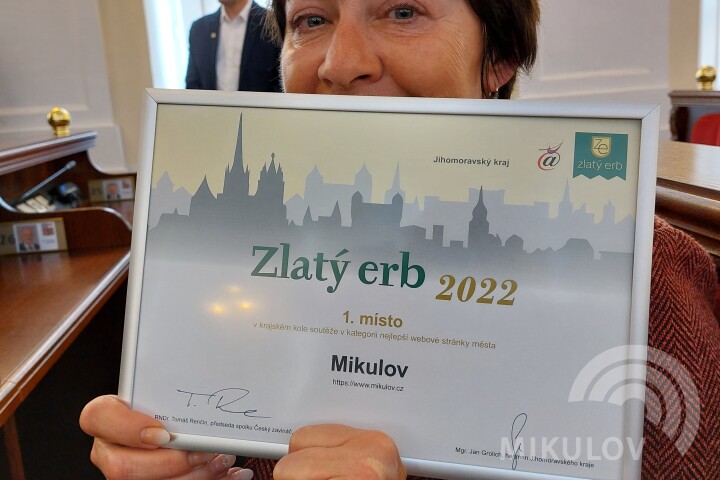 Jihomoravský kraj
zlatý erb
Zlatý erb 2022
1. místo
v krajském kole soutěže v kategorii nejlepší webové stránky města
Mikulov
https://www.mikulov.cz
RNDr. Tomáš Renčín, předseda spolku Český zavináč
Mgr. Jan Grolich, hejtman Jihomoravského kraje
MIKULOV